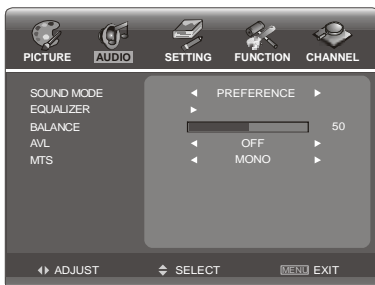 PICTURE AUDIO SETTING FUNCTION CHANNEL
SOUND MODE PREFERENCE
EQUALIZER
BALANCE 50
AVL OFF
MTS MONO
ADJUST SELECT MENU EXIT